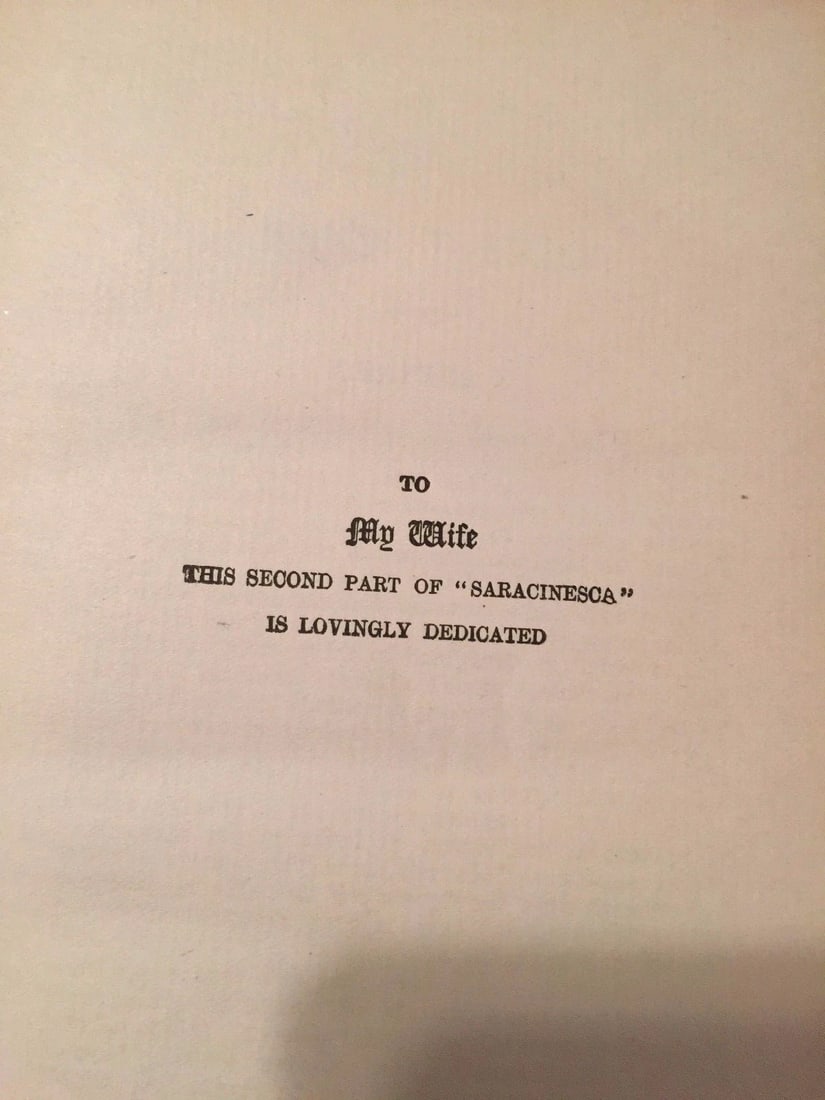 TO
My Wife
THIS SECOND PART OF “SARACINESCA”
IS LOVINGLY DEDICATED